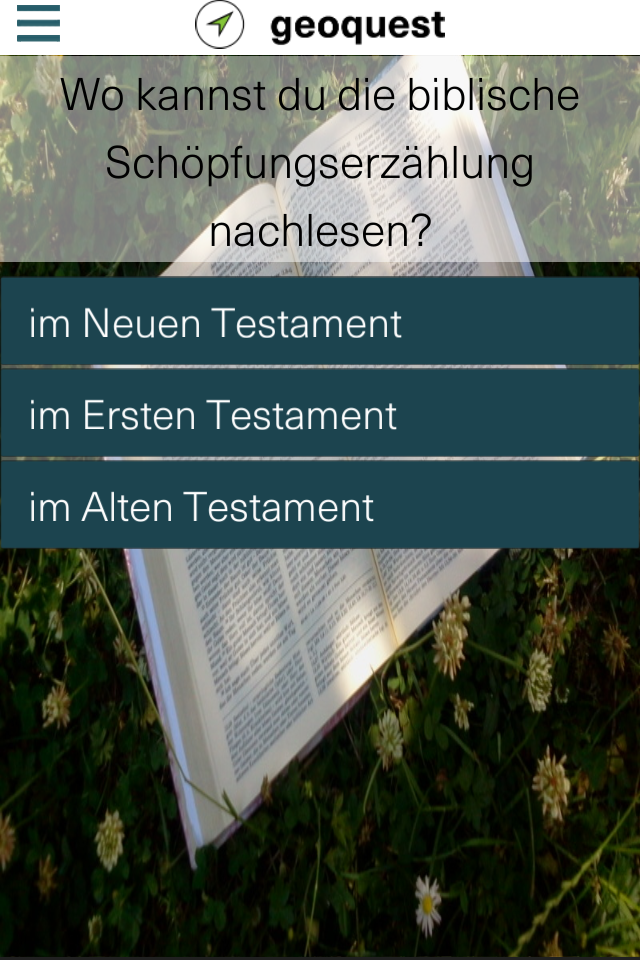 geoquest
Wo kannst du die biblische
Schöpfungserzählung
nachlesen?
im Neuen Testament
im Ersten Testament
im Alten Testament